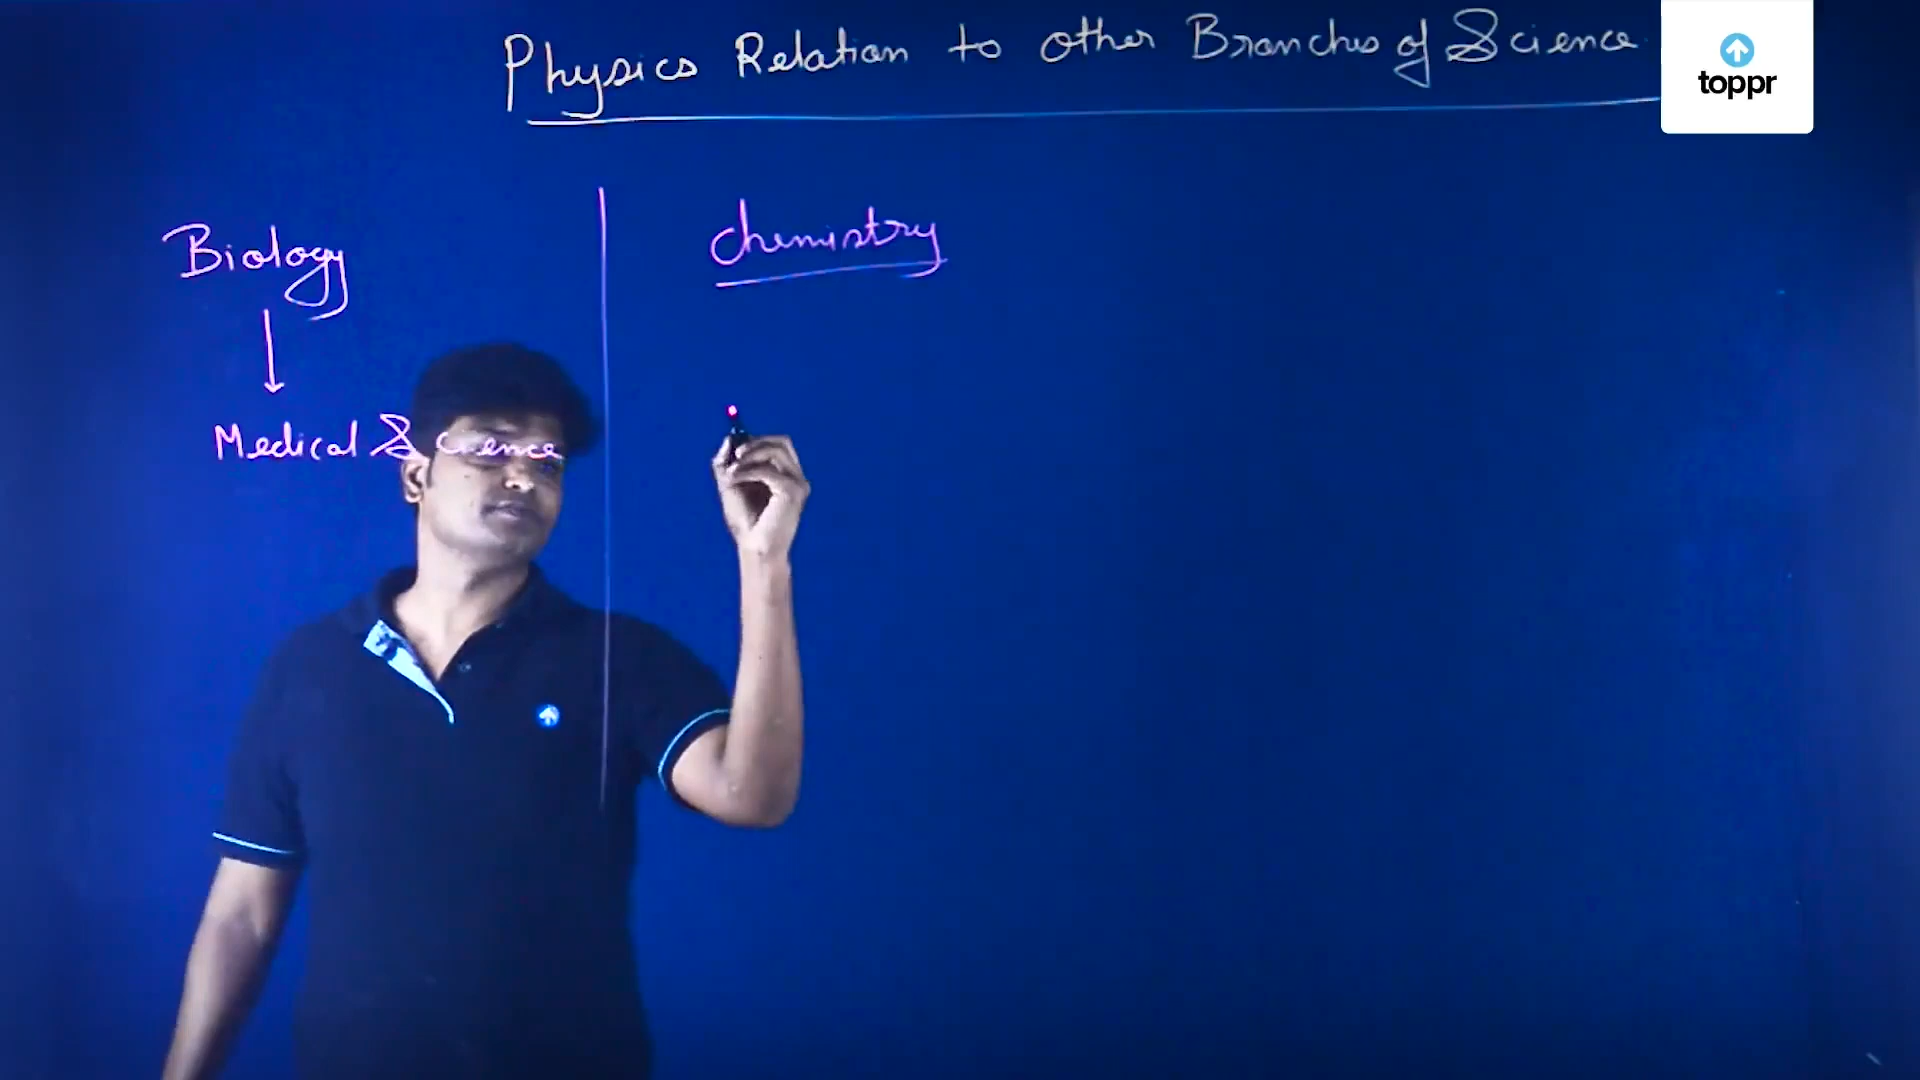 Physics Relation to other Branches of Science
toppr
Biology
Chemistry
Medical Science